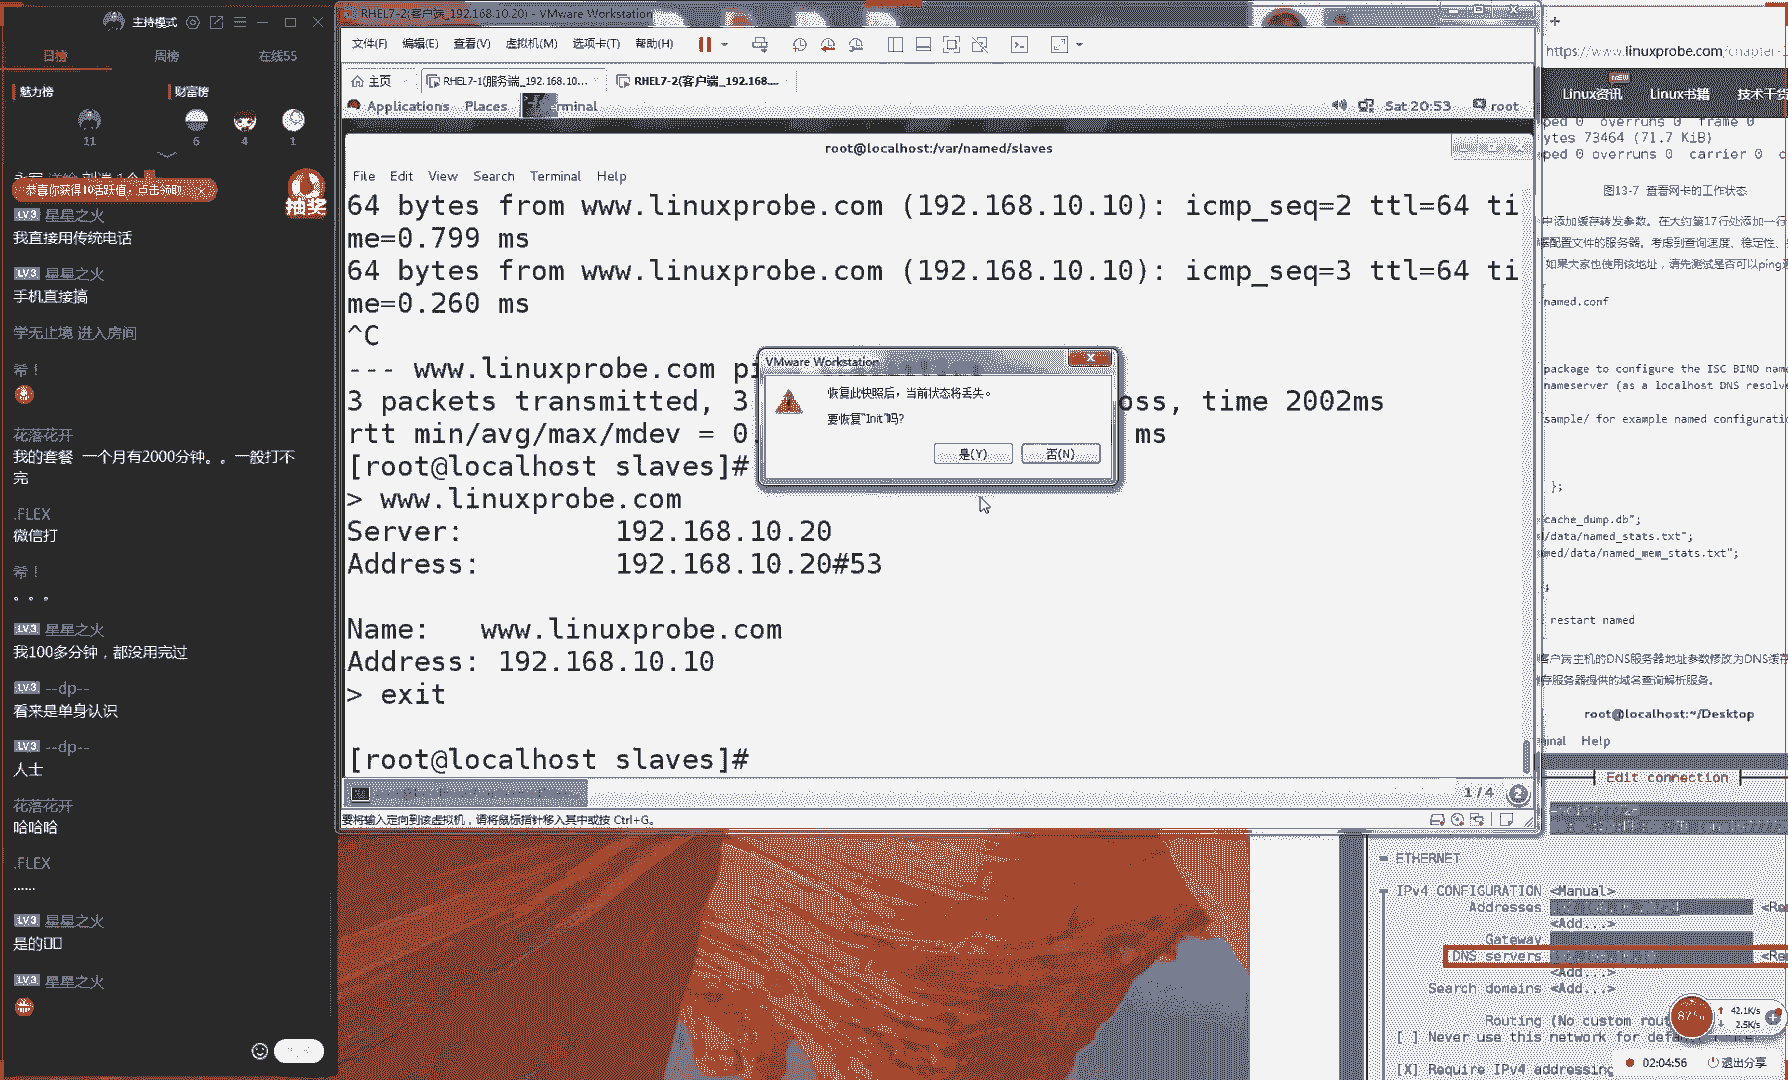 主持模式
日榜 周榜 在线55
魅力榜 财富榜
11 6 4 1
恭喜你获得10活跃值，点击领取
抽奖
LV3 星星之火
我直接用传统电话
LV3 星星之火
手机直接搞
学无止境 进入房间
希！
花落花开
我的套餐 一个月有2000分钟。。一般打不
完
.FLEX
微信打
希！
。。。
LV3 星星之火
我100多分钟，都没用完过
LV3 --dp--
看来是单身认识
LV3 --dp--
人士
花落花开
哈哈哈
.FLEX
......
LV3 星星之火
是的
LV3 星星之火
RHEL7-2(客户端_192.168.10.20) - VMware Workstation
文件(F) 编辑(E) 查看(V) 虚拟机(M) 选项卡(T) 帮助(H)
主页 RHEL7-1(服务端_192.168.10... RHEL7-2(客户端_192.168....
Applications Places Terminal Sat 20:53 root
root@localhost:/var/named/slaves
File Edit View Search Terminal Help
64 bytes from www.linuxprobe.com (192.168.10.10): icmp_seq=2 ttl=64 ti
me=0.799 ms
64 bytes from www.linuxprobe.com (192.168.10.10): icmp_seq=3 ttl=64 ti
me=0.260 ms
^C
--- www.linuxprobe.com pi
3 packets transmitted, 3 oss, time 2002ms
rtt min/avg/max/mdev = 0. ms
[root@localhost slaves]#
> www.linuxprobe.com
Server: 192.168.10.20
Address: 192.168.10.20#53
Name: www.linuxprobe.com
Address: 192.168.10.10
> exit
[root@localhost slaves]#
1 / 4 2
要将输入定向到该虚拟机，请将鼠标指针移入其中或按 Ctrl+G。
VMware Workstation
恢复此快照后，当前状态将丢失。
要恢复"Init"吗?
是(Y) 否(N)
https://www.linuxprobe.com/chapter-1
NEW
Linux资讯 Linux书籍 技术干货
ped 0 overruns 0 frame 0
ytes 73464 (71.7 KiB)
ped 0 overruns 0 carrier 0 c
图13-7 查看网卡的工作状态
中添加缓存转发参数。在大约第17行处添加一行
据配置文件的服务器。考虑到查询速度、稳定性、
如果大家也使用该地址，请先测试是否可以ping通
named.conf
package to configure the ISC BIND nam
nameserver (as a localhost DNS resolve
sample/ for example named configuratio
};
cache_dump.db";
/data/named_stats.txt";
med/data/named_mem_stats.txt";
;
restart named
客户端主机的DNS服务器地址参数修改为DNS缓存
存服务器提供的域名查询解析服务。
root@localhost:~/Desktop
inal Help
Edit connection
ETHERNET
IPv4 CONFIGURATION <Manual>
Addresses <Re
<Add...>
Gateway
DNS servers <Re
<Add...>
Search domains <Add...>
Routing (No custom rout
[ ] Never use this network for defa
[X] Require IPv4 addressing
87%
42.1K/s
2.5K/s
02:04:56 退出分享